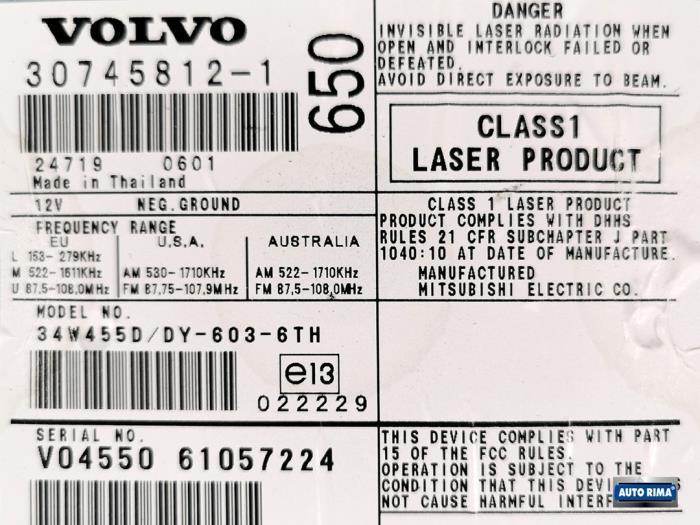 VOLVO
30745812-1
650
24719 0601
Made in Thailand
12V NEG.GROUND
FREQUENCY RANGE
EU U.S.A. AUSTRALIA
L 153-279KHz
M 522-1611KHz AM 530-1710KHz AM 522-1710KHz
U 87,5-108,0MHz FM 87,75-107,9MHz FM 87,5-108,0MHz
MODEL NO.
34W455D/DY-603-6TH
e13
022229
SERIAL NO.
V04550 61057224
DANGER
INVISIBLE LASER RADIATION WHEN
OPEN AND INTERLOCK FAILED OR
DEFEATED.
AVOID DIRECT EXPOSURE TO BEAM.
CLASS1
LASER PRODUCT
CLASS 1 LASER PRODUCT
PRODUCT COMPLIES WITH DHHS
RULES 21 CFR SUBCHAPTER J PART
1040:10 AT DATE OF MANUFACTURE.
MANUFACTURED
MITSUBISHI ELECTRIC CO.
THIS DEVICE COMPLIES WITH PART
15 OF THE FCC RULES.
OPERATION IS SUBJECT TO THE
CONDITION THAT THIS DEVI
NOT CAUSE HARMFUL INTERF
AUTO RIMA